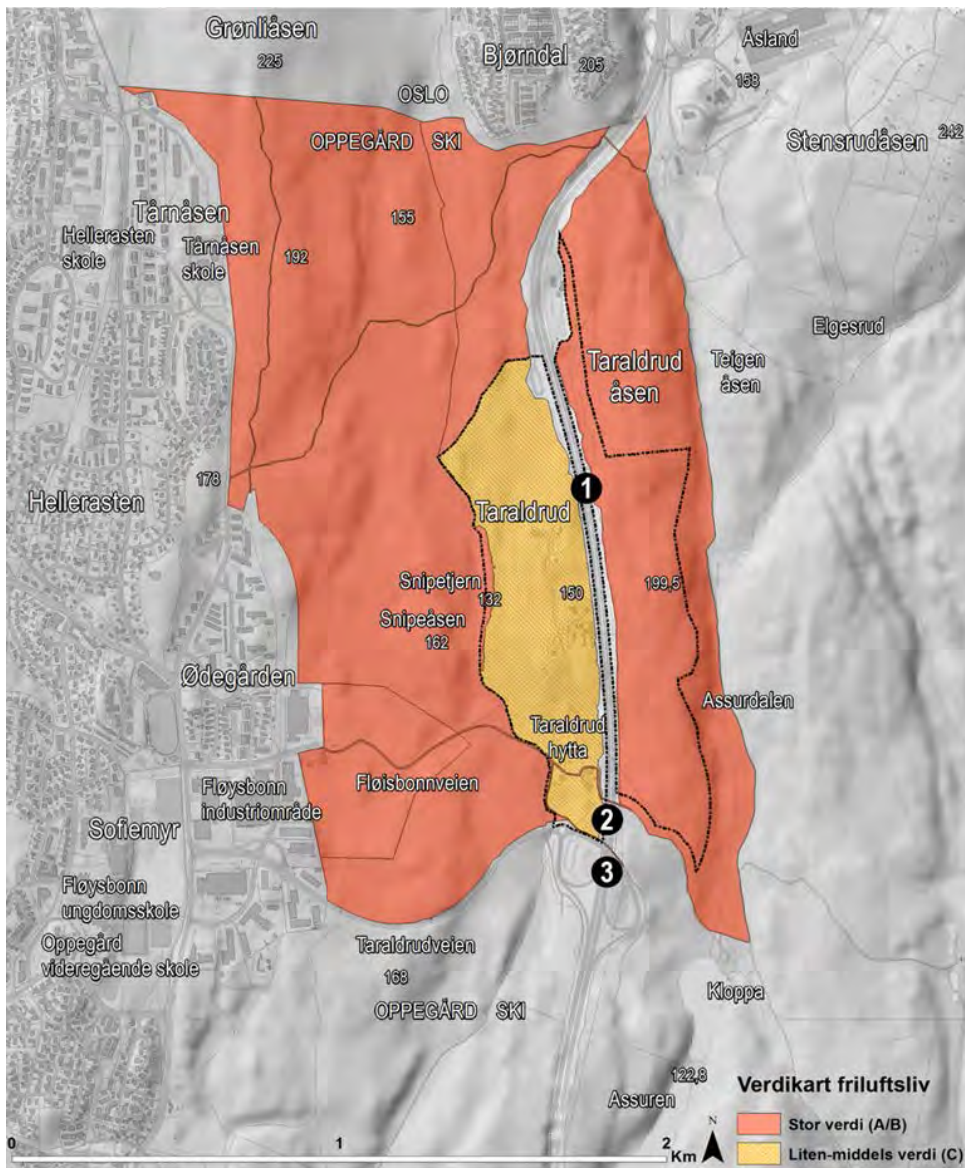 Grønliåsen
225
Bjørndal
205
Åsland
158
OSLO
OPPEGÅRD SKI
Stensrudåsen
242
Tårnåsen
Hellerasten
skole
Tårnåsen
skole
155
192
Elgesrud
Taraldrud
åsen
Teigen
åsen
178
Hellerasten
1
Taraldrud
Snipetjern
132
150
199,5
Snipeåsen
162
Ødegården
Assurdalen
Taraldrud
hytta
Fløisbonnveien
Fløysbonn
industriområde
2
Sofiemyr
3
Fløysbonn
ungdomsskole
Oppegård
videregående skole
Taraldrudveien
168
Kloppa
OPPEGÅRD SKI
122,8
Assuren
Verdikart friluftsliv
N
Stor verdi (A/B)
Liten-middels verdi (C)
0 1 2
Km